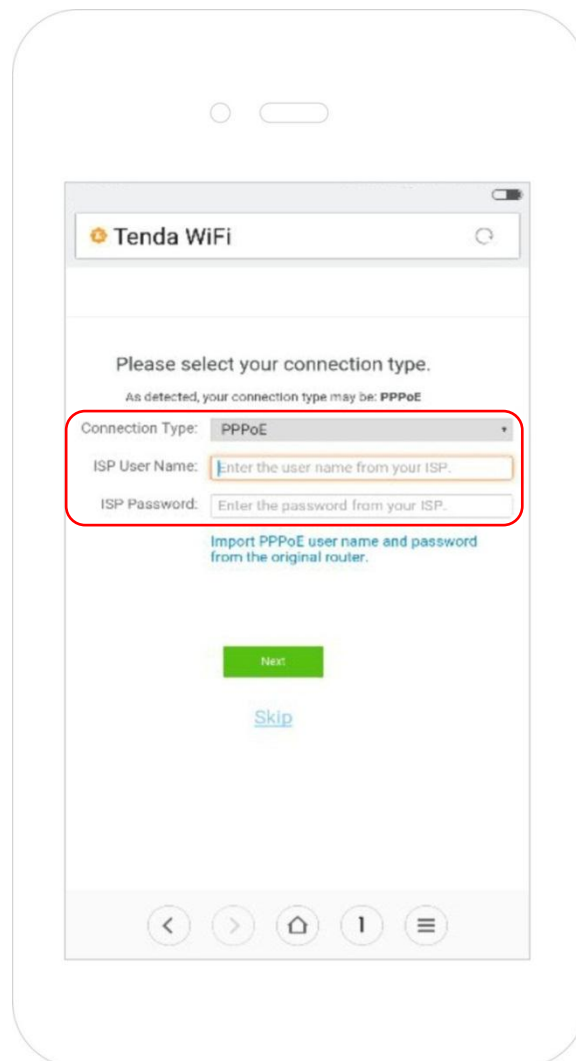 Tenda WiFi
Please select your connection type.
As detected, your connection type may be: PPPoE
Connection Type: PPPoE
ISP User Name: Enter the user name from your ISP.
ISP Password: Enter the password from your ISP.
Import PPPoE user name and password
from the original router.
Next
Skip
1